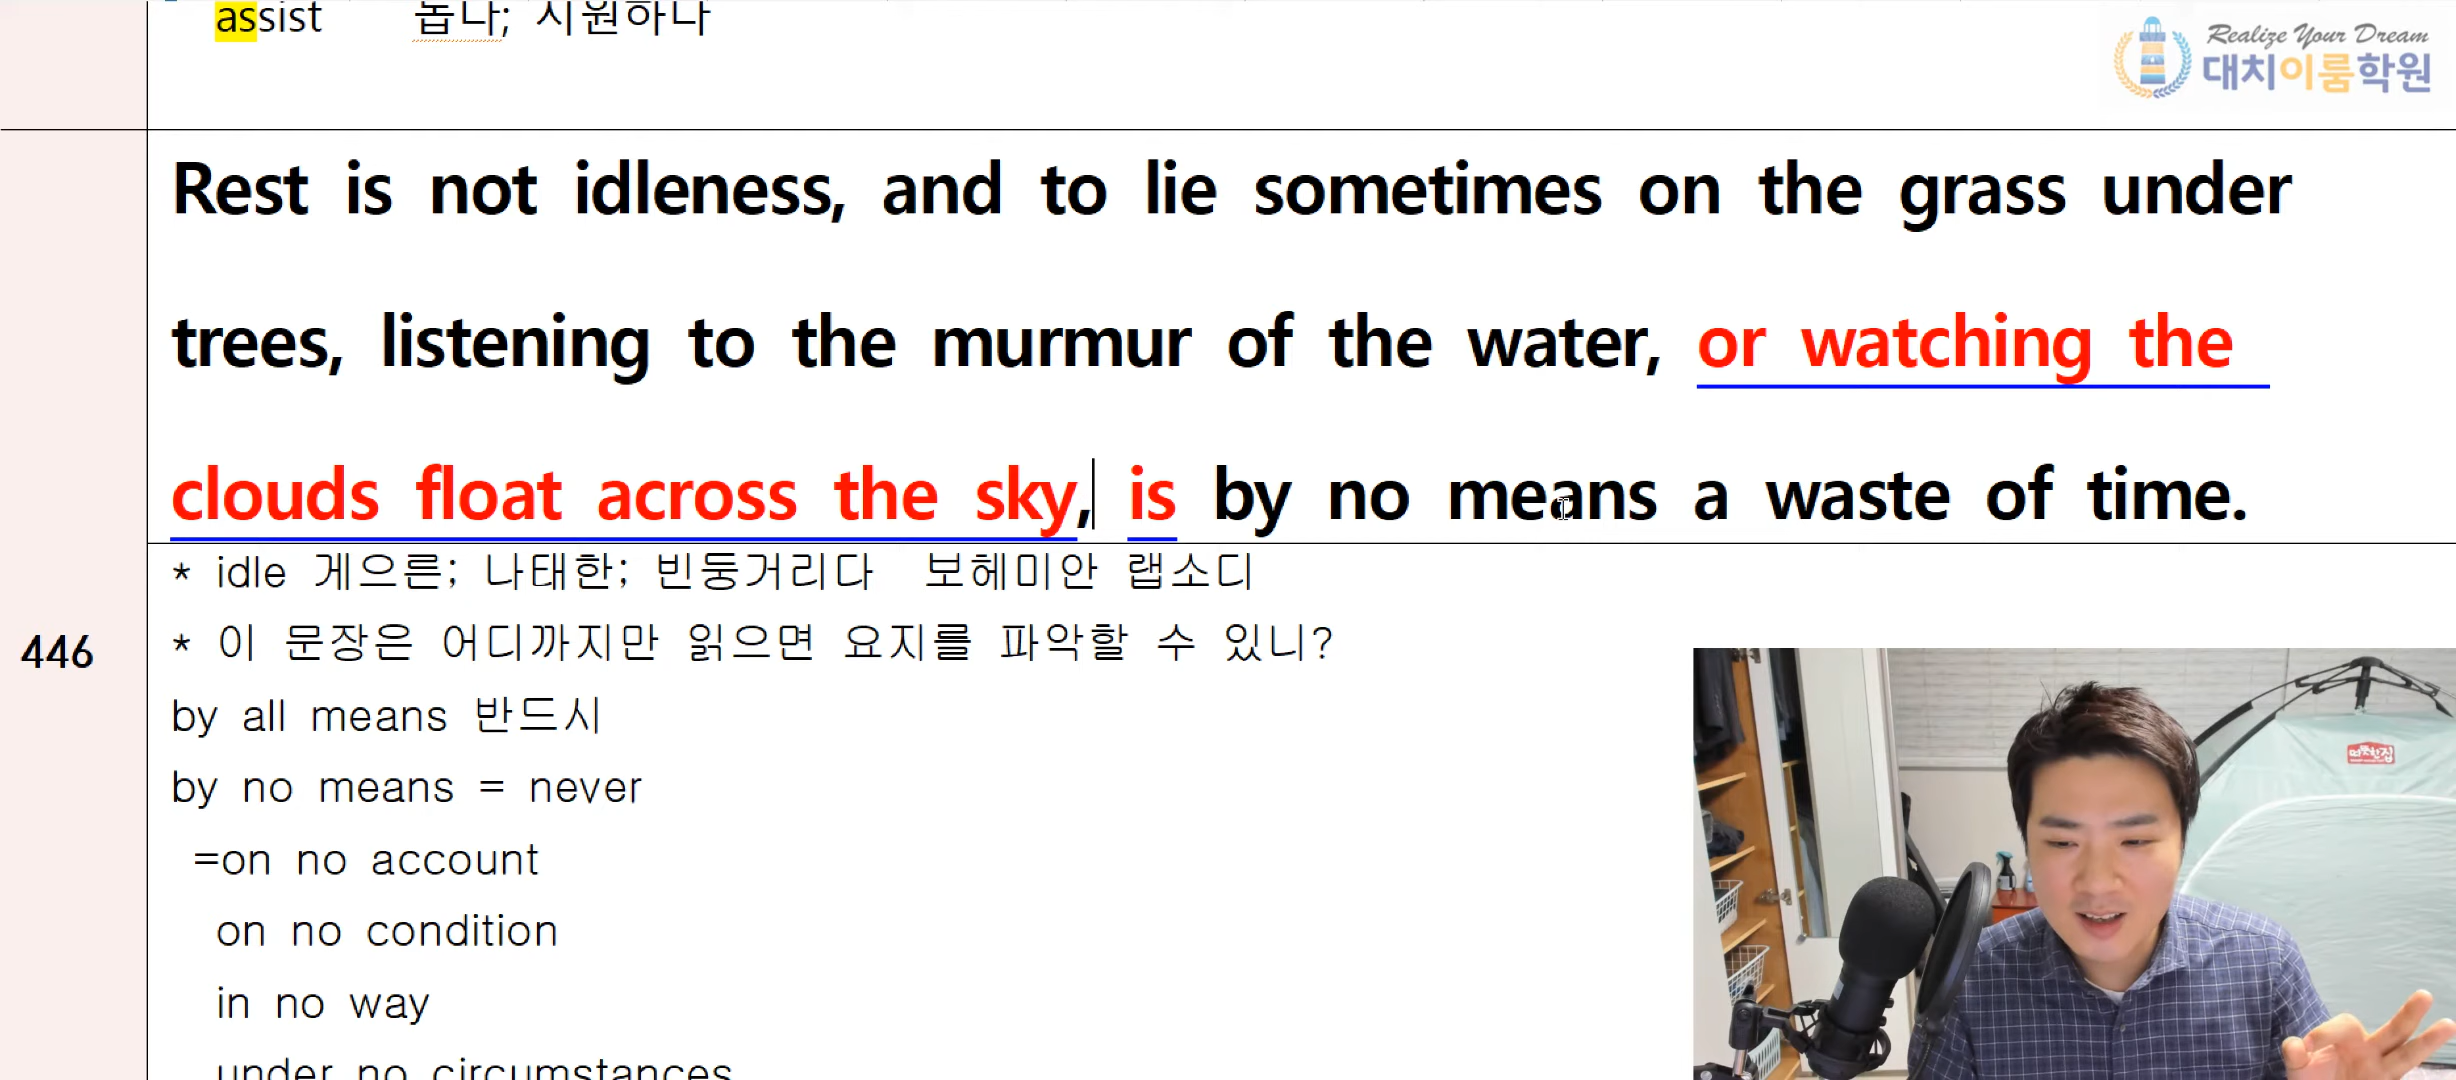 assist 돕다; 지원하다
Realize Your Dream
대치이룸학원
Rest is not idleness, and to lie sometimes on the grass under
trees, listening to the murmur of the water, or watching the
clouds float across the sky, is by no means a waste of time.
* idle 게으른; 나태한; 빈둥거리다 보헤미안 랩소디
446
* 이 문장은 어디까지만 읽으면 요지를 파악할 수 있니?
by all means 반드시
by no means = never
=on no account
on no condition
in no way
under no circumstances